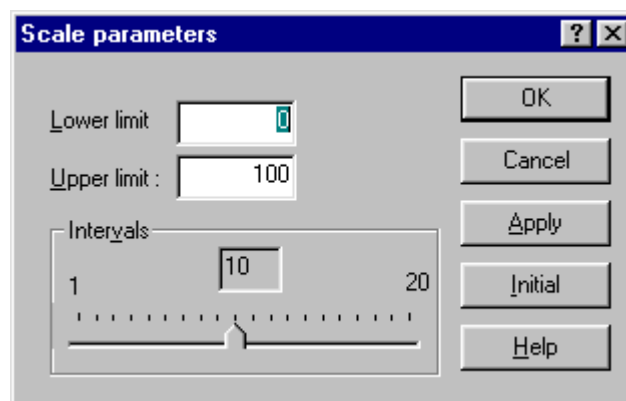 Scale parameters
Lower limit 0
Upper limit : 100
Intervals
10
1 20
OK
Cancel
Apply
Initial
Help